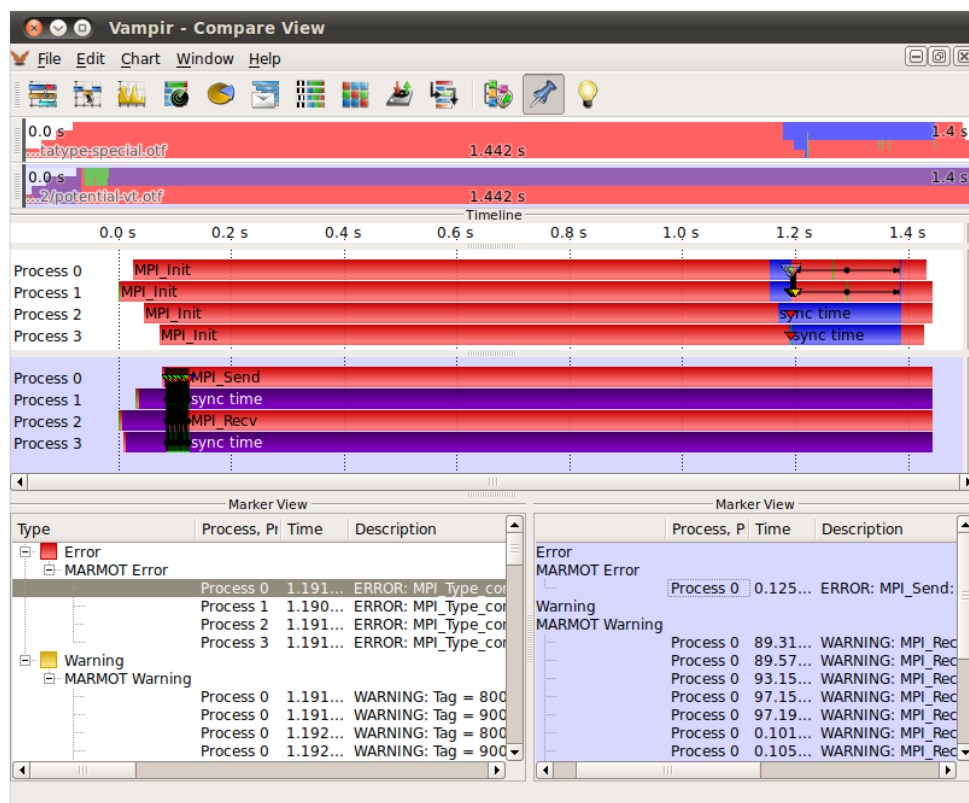 Vampir - Compare View
File Edit Chart Window Help
0.0 s 1.4 s
...tatype-special.otf 1.442 s
0.0 s 1.4 s
...2/potential-vt.otf 1.442 s
Timeline
0.0 s 0.2 s 0.4 s 0.6 s 0.8 s 1.0 s 1.2 s 1.4 s
Process 0 MPI_Init
Process 1 MPI_Init
Process 2 MPI_Init sync time
Process 3 MPI_Init sync time
Process 0 MPI_Send
Process 1 sync time
Process 2 MPI_Recv
Process 3 sync time
Marker View Marker View
Type Process, Pr Time Description Process, P Time Description
Error Error
MARMOT Error MARMOT Error
Process 0 1.191... ERROR: MPI_Type_cor Process 0 0.125... ERROR: MPI_Send:
Process 1 1.190... ERROR: MPI_Type_cor Warning
Process 2 1.191... ERROR: MPI_Type_cor MARMOT Warning
Process 3 1.191... ERROR: MPI_Type_cor Process 0 89.31... WARNING: MPI_Rec
Warning Process 0 89.57... WARNING: MPI_Rec
MARMOT Warning Process 0 93.15... WARNING: MPI_Rec
Process 0 1.191... WARNING: Tag = 800 Process 0 97.15... WARNING: MPI_Rec
Process 0 1.191... WARNING: Tag = 900 Process 0 97.19... WARNING: MPI_Rec
Process 0 1.192... WARNING: Tag = 800 Process 0 0.101... WARNING: MPI_Rec
Process 0 1.192... WARNING: Tag = 900 Process 0 0.105... WARNING: MPI_Rec